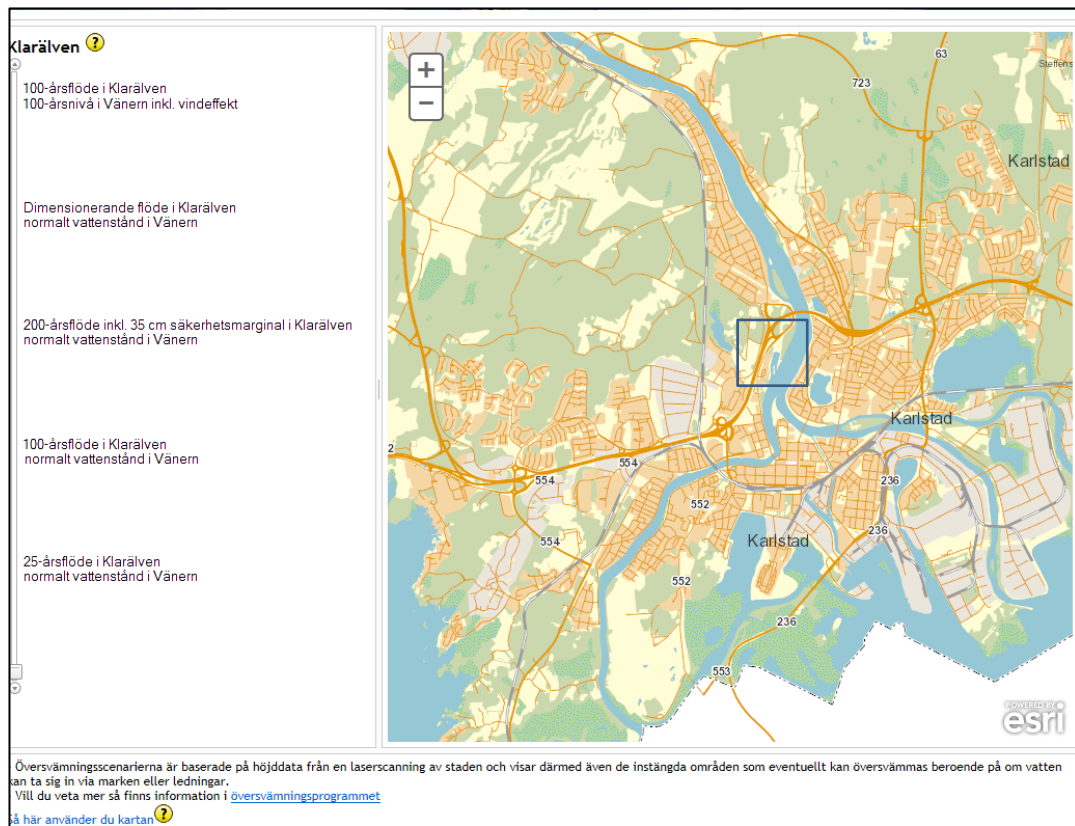 Klarälven ?
100-årsflöde i Klarälven
100-årsnivå i Vänern inkl. vindeffekt
Dimensionerande flöde i Klarälven
normalt vattenstånd i Vänern
200-årsflöde inkl. 35 cm säkerhetsmarginal i Klarälven
normalt vattenstånd i Vänern
100-årsflöde i Klarälven
normalt vattenstånd i Vänern
25-årsflöde i Klarälven
normalt vattenstånd i Vänern
+
−
63
723
Steffens
Karlstad
Karlstad
2
554
554
236
552
554
Karlstad
236
552
236
553
POWERED BY
esri
Översvämningsscenarierna är baserade på höjddata från en laserscanning av staden och visar därmed även de instängda områden som eventuellt kan översvämmas beroende på om vatten
kan ta sig in via marken eller ledningar.
Vill du veta mer så finns information i översvämningsprogrammet
Så här använder du kartan ?